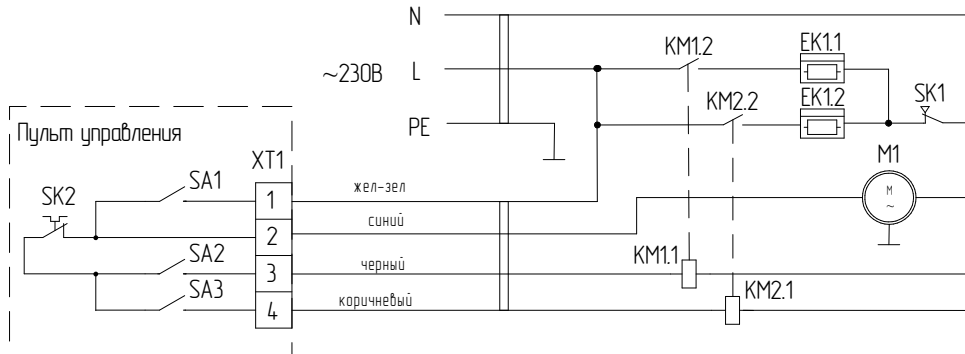 N
~230В L
PE
KM1.2
EK1.1
KM2.2
EK1.2
SK1
M1
М
~
Пульт управления
XT1
SK2
SA1
1
жел-зел
2
синий
SA2
3
черный
KM1.1
SA3
4
коричневый
KM2.1